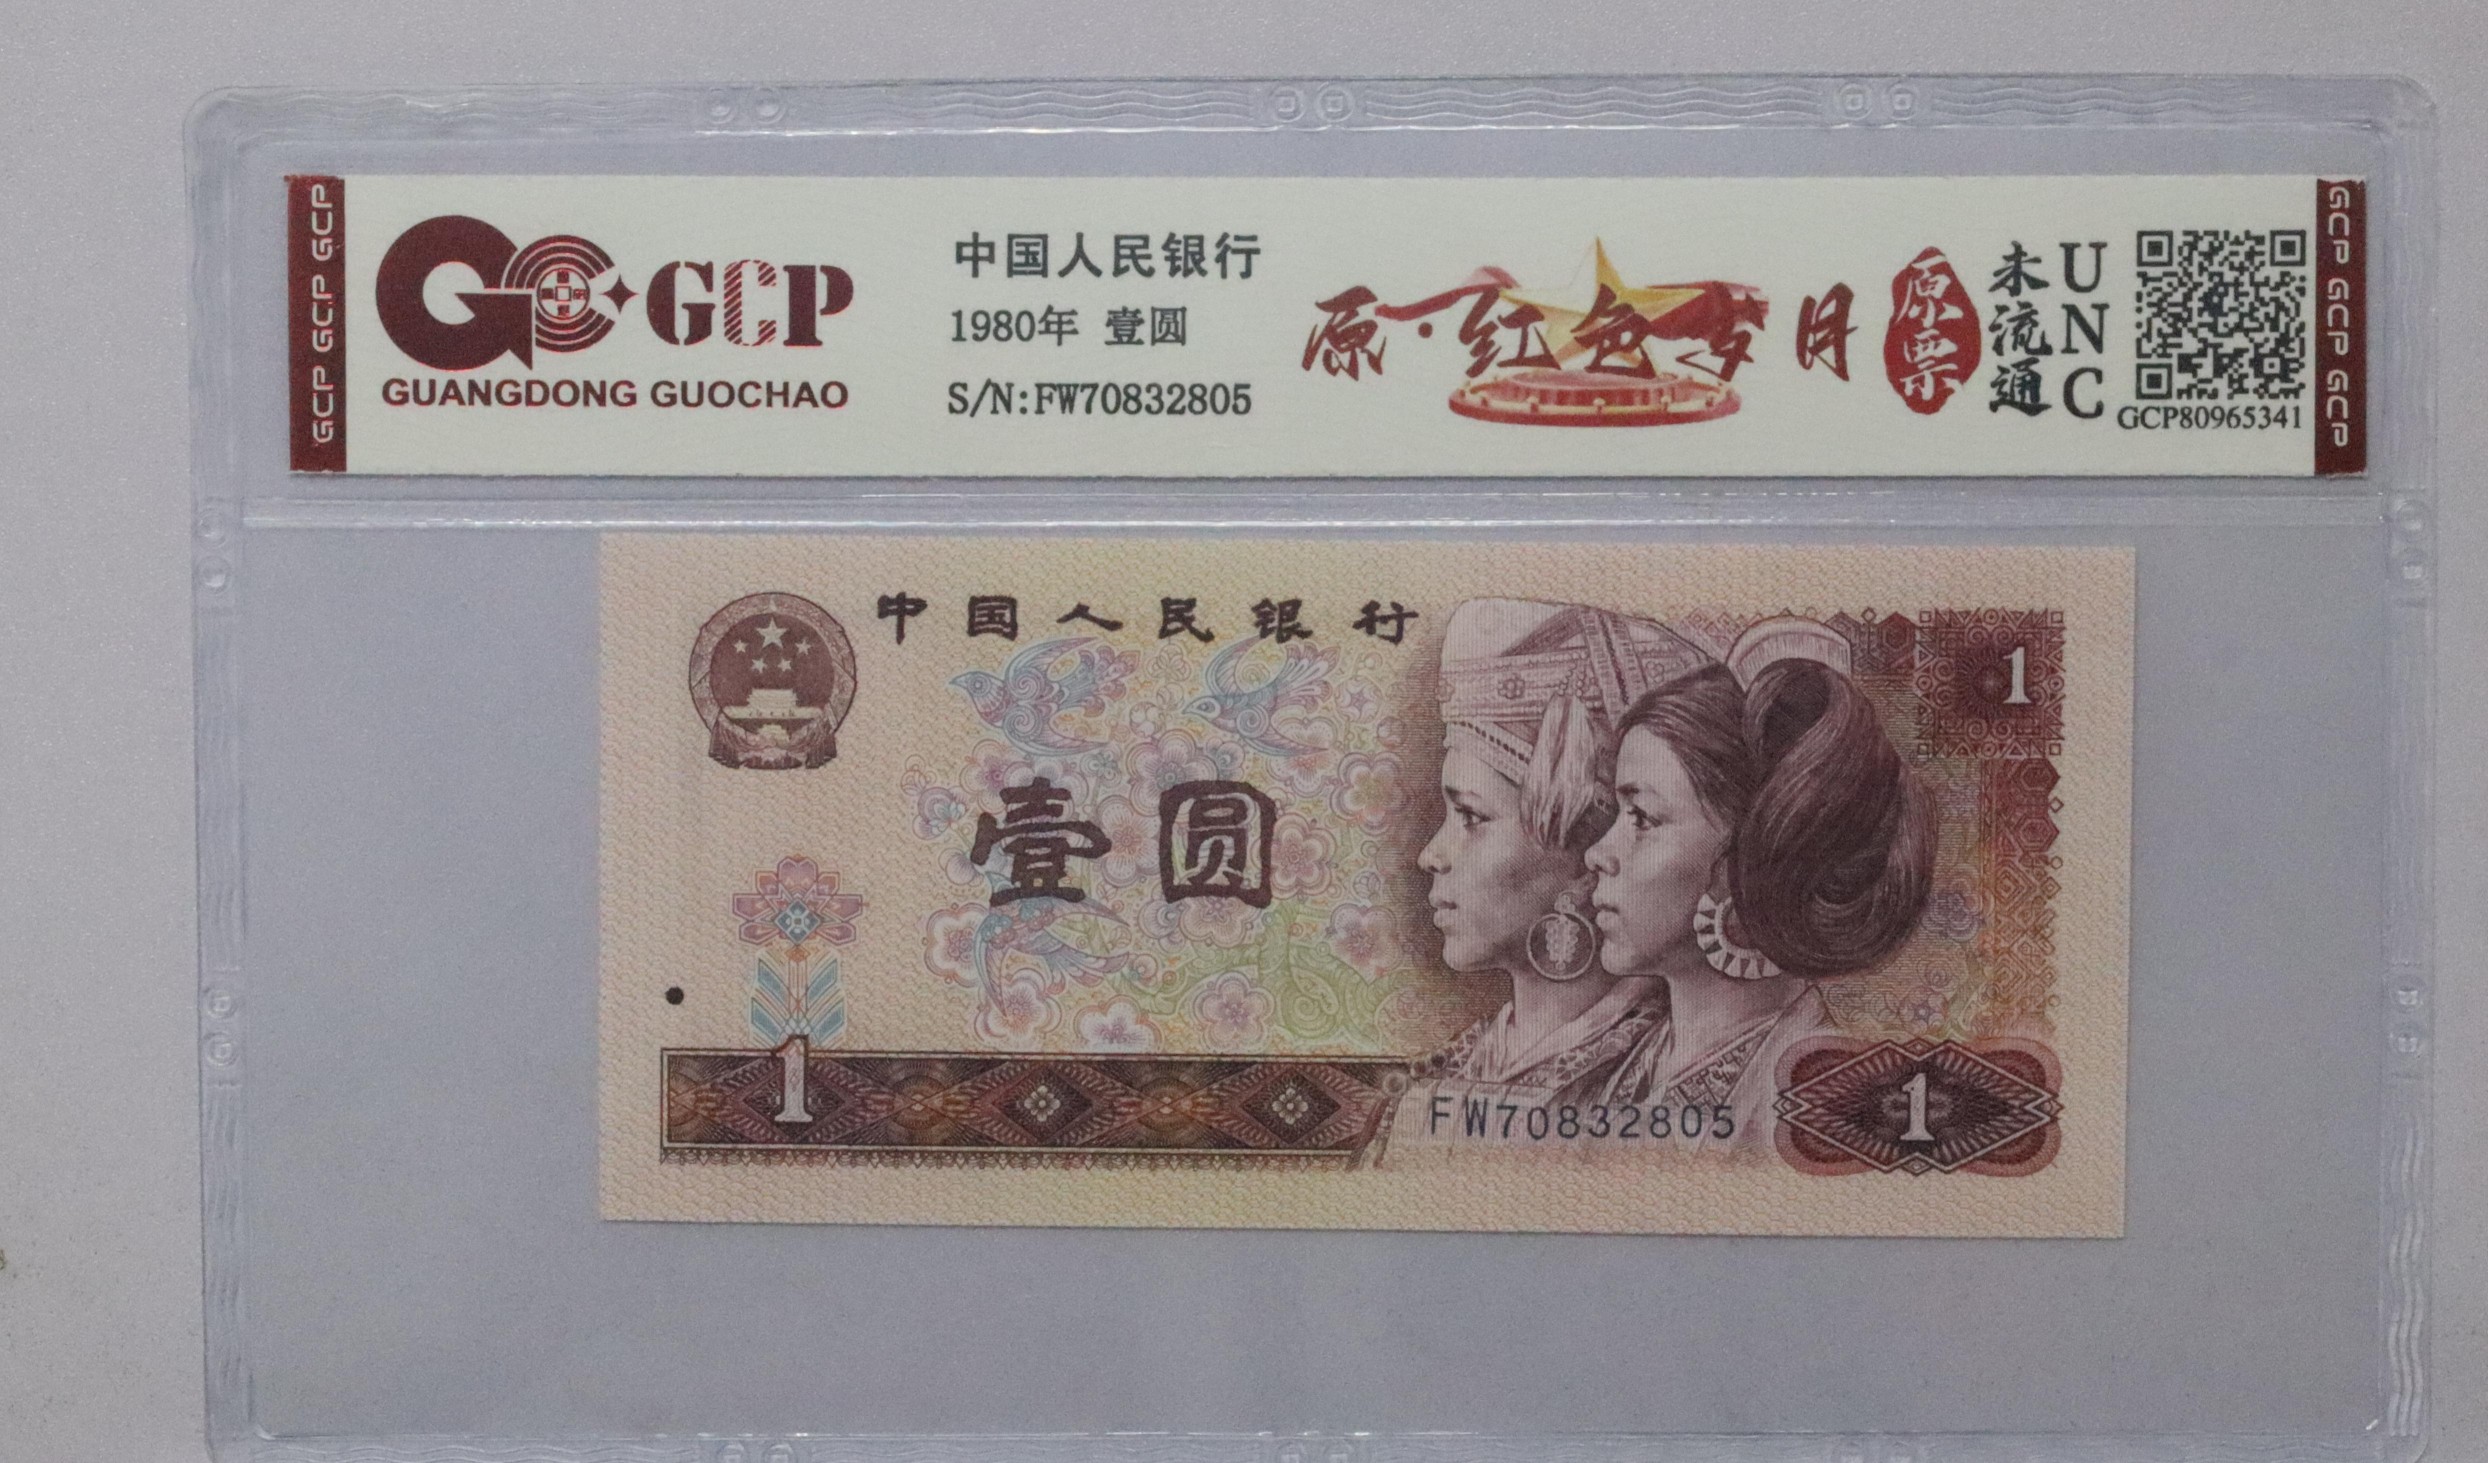 GCP GCP GCP
GCP
GUANGDONG GUOCHAO
中国人民银行
1980年 壹圆
S/N:FW70832805
原·红色岁月
原票
未流通
UNC
GCP80965341
GCP GCP GCP
中国人民银行
1
壹圆
1
FW70832805
1